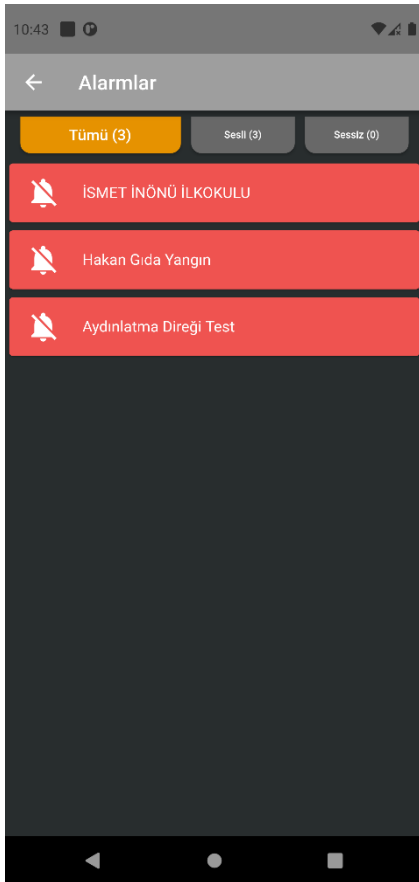 10:43
Alarmlar
Tümü (3) Sesli (3) Sessiz (0)
İSMET İNÖNÜ İLKOKULU
Hakan Gıda Yangın
Aydınlatma Direği Test